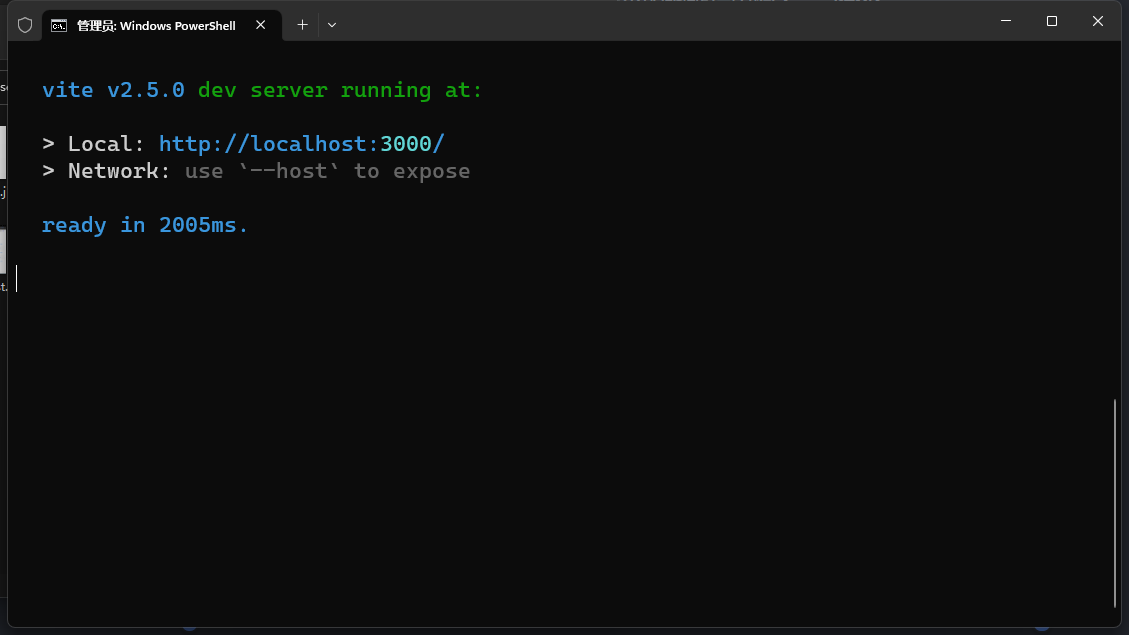 管理员: Windows PowerShell
vite v2.5.0 dev server running at:
> Local: http://localhost:3000/
> Network: use `--host` to expose
ready in 2005ms.